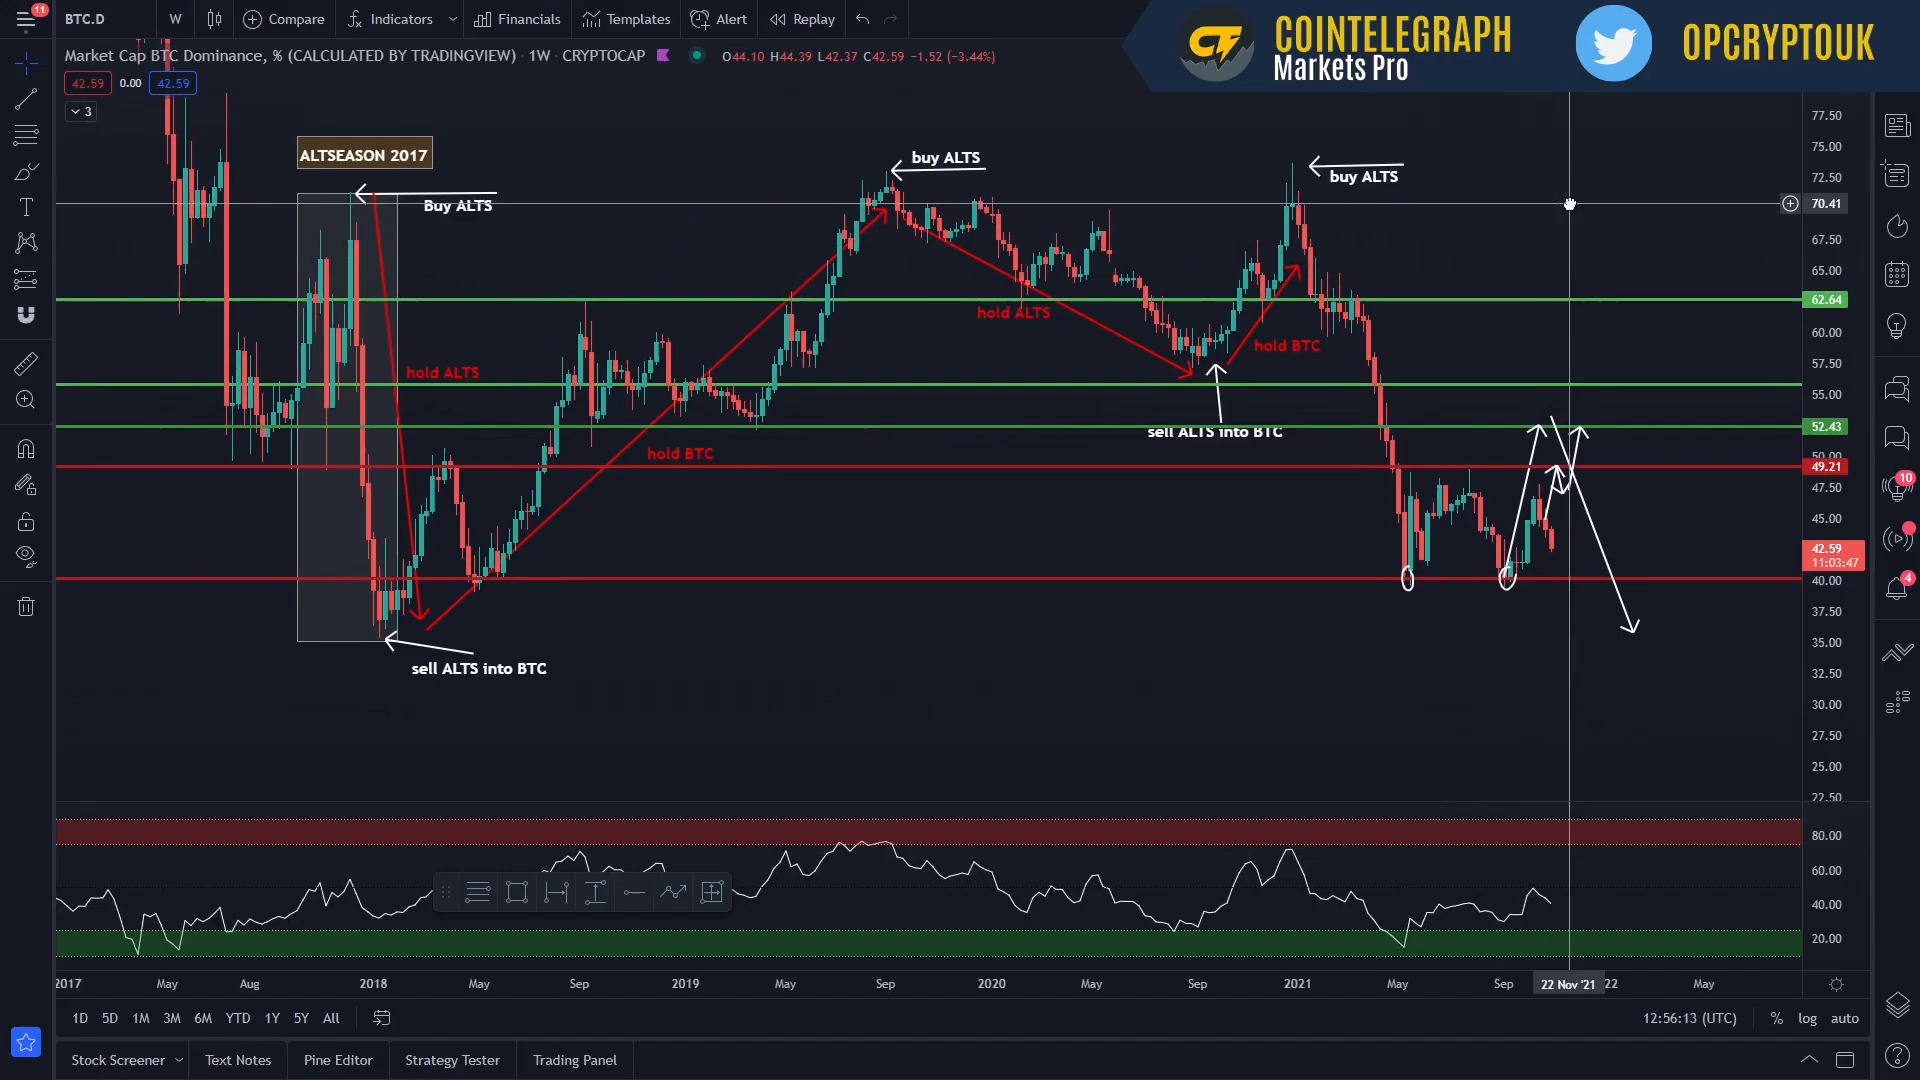 11
BTC.D W Compare Indicators Financials Templates Alert Replay
COINTELEGRAPH
Markets Pro
OPCRYPTOUK
Market Cap BTC Dominance, % (CALCULATED BY TRADINGVIEW) · 1W · CRYPTOCAP O44.10 H44.39 L42.37 C42.59 −1.52 (−3.44%)
42.59 0.00 42.59
3
77.50
ALTSEASON 2017
buy ALTS
75.00
buy ALTS
72.50
Buy ALTS
70.41
67.50
65.00
62.64
hold ALTS
60.00
hold BTC
57.50
hold ALTS
55.00
52.43
sell ALTS into BTC
hold BTC
50.00
49.21
10
47.50
45.00
42.59
11:03:47
40.00
4
37.50
35.00
sell ALTS into BTC
32.50
30.00
27.50
25.00
22.50
80.00
60.00
40.00
20.00
2017 May Aug 2018 May Sep 2019 May Sep 2020 May Sep 2021 May Sep 22 Nov '21 22 May
1D 5D 1M 3M 6M YTD 1Y 5Y All 12:56:13 (UTC) % log auto
Stock Screener Text Notes Pine Editor Strategy Tester Trading Panel